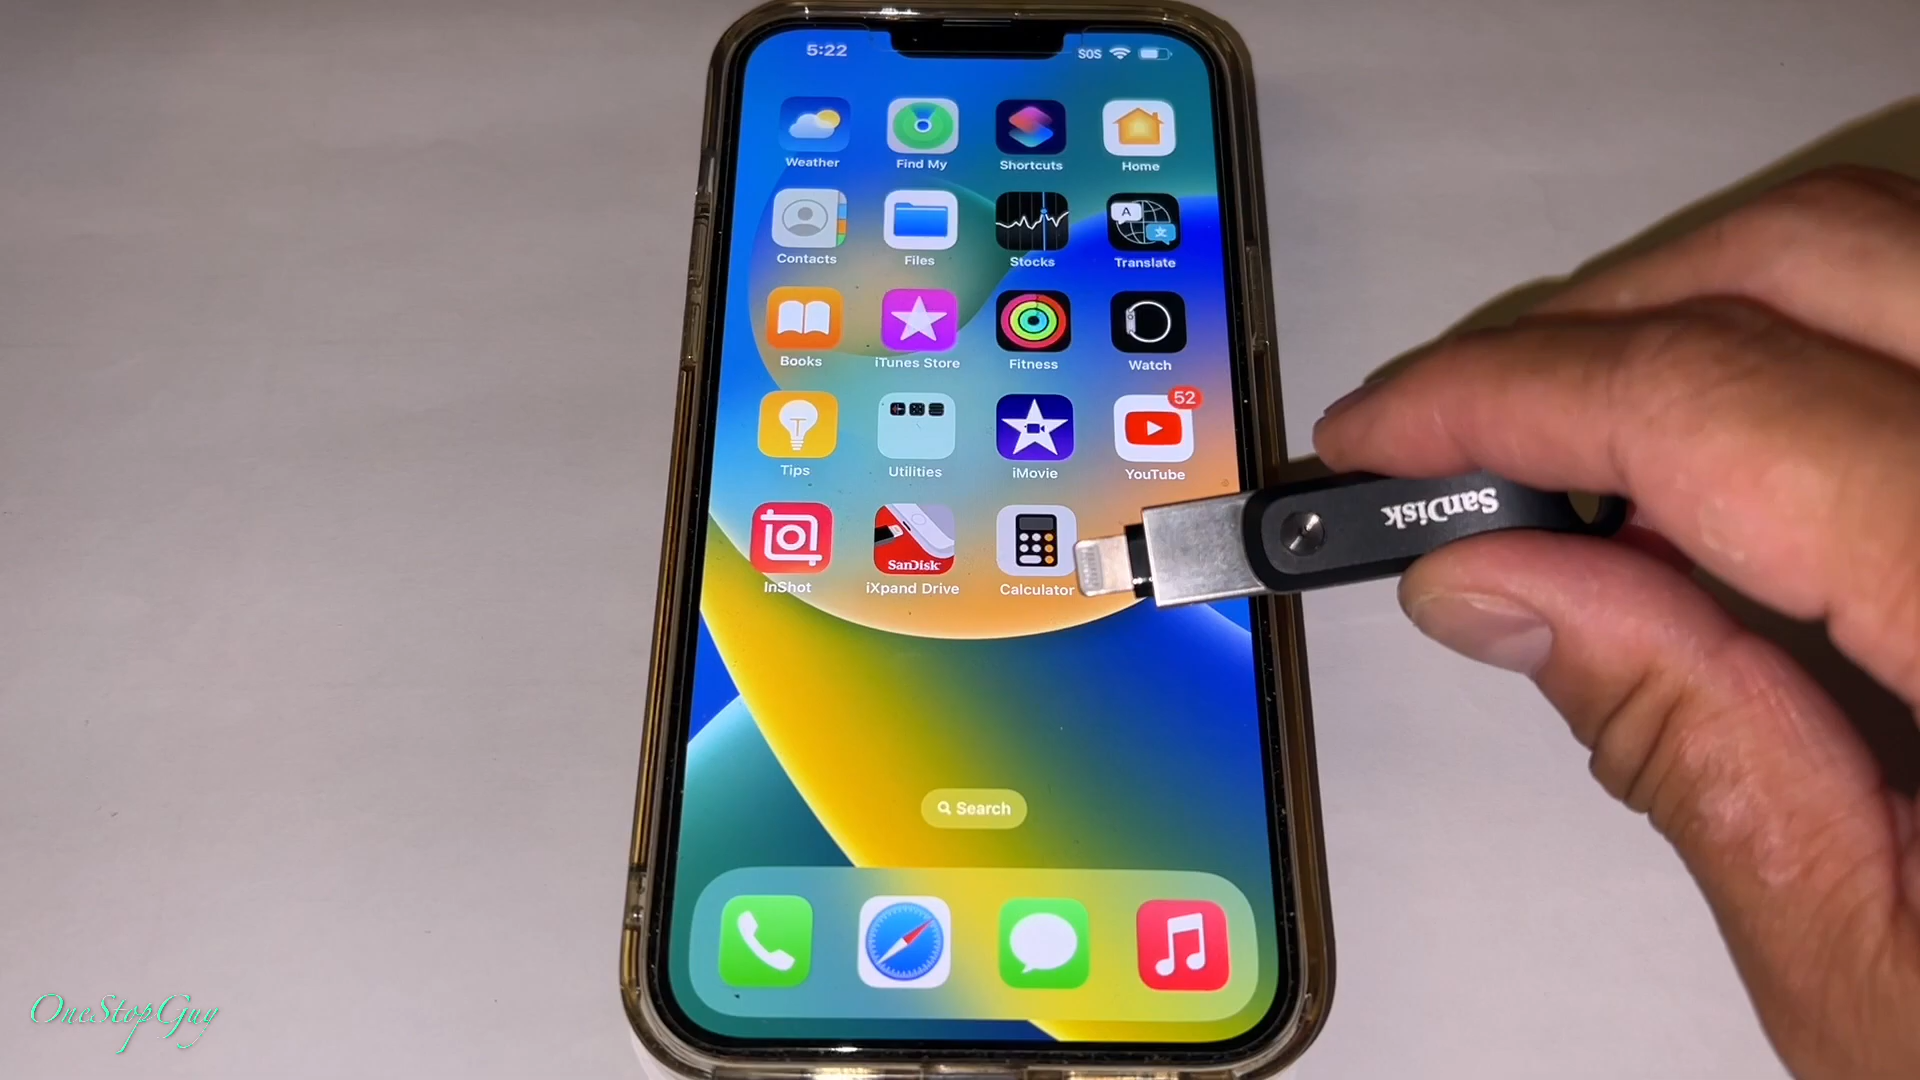 5:22 SOS
Weather Find My Shortcuts Home
A 文
Contacts Files Stocks Translate
Books iTunes Store Fitness Watch
52
Tips Utilities iMovie YouTube
SanDisk
SanDisk
InShot iXpand Drive Calculator
Search
OneStopGuy